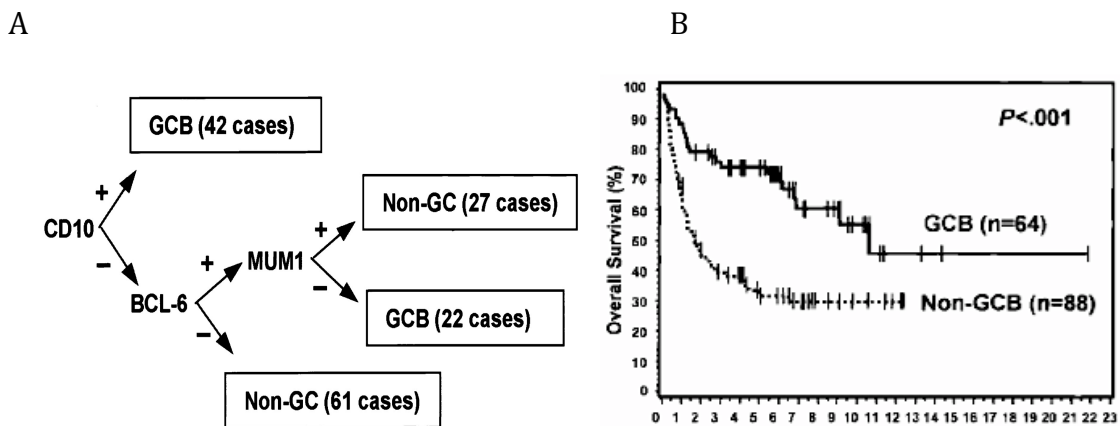 A
B
GCB (42 cases)
+
CD10
–
BCL-6
+
–
MUM1
+
–
Non-GC (27 cases)
GCB (22 cases)
Non-GC (61 cases)
Overall Survival (%)
100
90
80
70
60
50
40
30
20
10
0
P<.001
GCB (n=64)
Non-GCB (n=88)
0 1 2 3 4 5 6 7 8 9 10 11 12 13 14 15 16 17 18 19 20 21 22 23